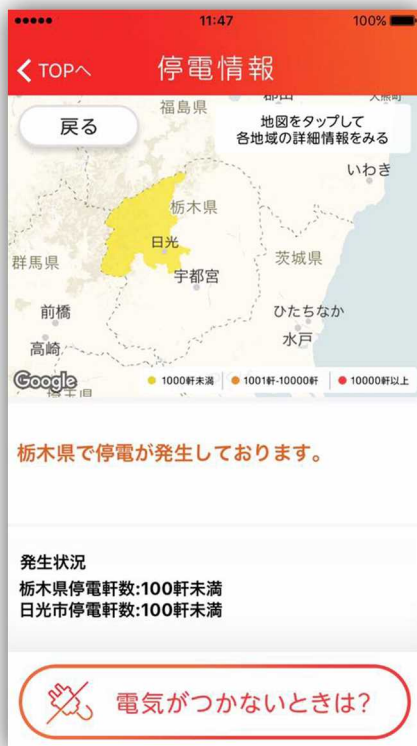 11:47
100%
TOPへ
停電情報
戻る
福島県
地図をタップして
各地域の詳細情報をみる
いわき
栃木県
日光
群馬県
宇都宮
茨城県
前橋
ひたちなか
水戸
高崎
Google
1000軒未満
1001軒-10000軒
10000軒以上
栃木県で停電が発生しております。
発生状況
栃木県停電軒数:100軒未満
日光市停電軒数:100軒未満
電気がつかないときは?